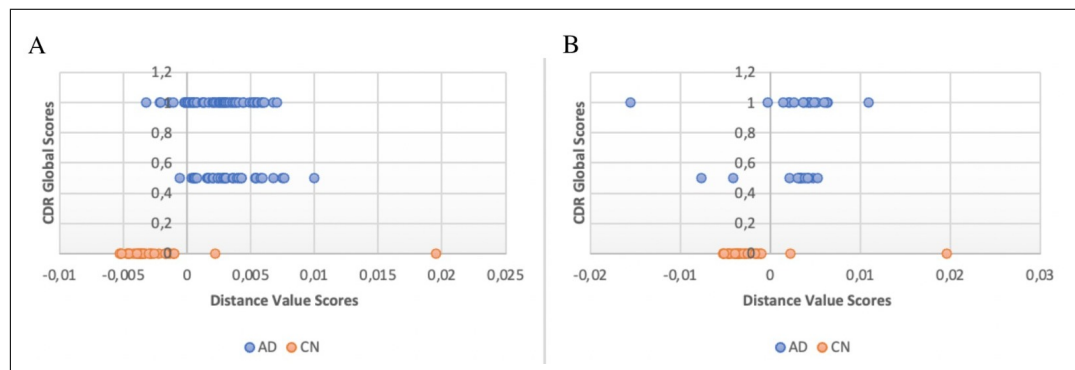 A
CDR Global Scores
1,2
1
0,8
0,6
0,4
0,2
0
-0,01 -0,005 0 0,005 0,01 0,015 0,02 0,025
Distance Value Scores
AD CN
B
CDR Global Scores
1,2
1
0,8
0,6
0,4
0,2
0
-0,02 -0,01 0 0,01 0,02 0,03
Distance Value Scores
AD CN